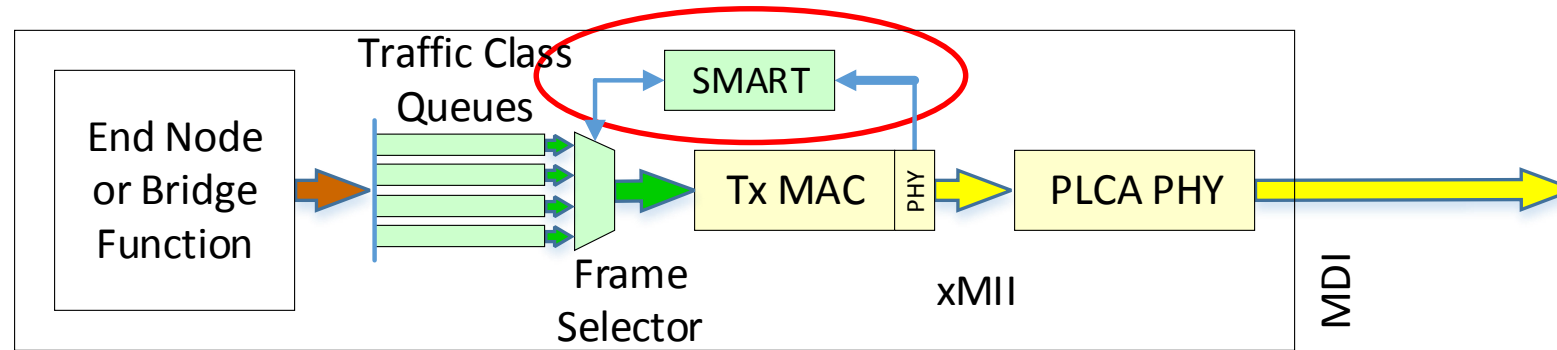 End Node
or Bridge
Function
Traffic Class
Queues
SMART
Frame
Selector
Tx MAC
PHY
xMII
PLCA PHY
MDI